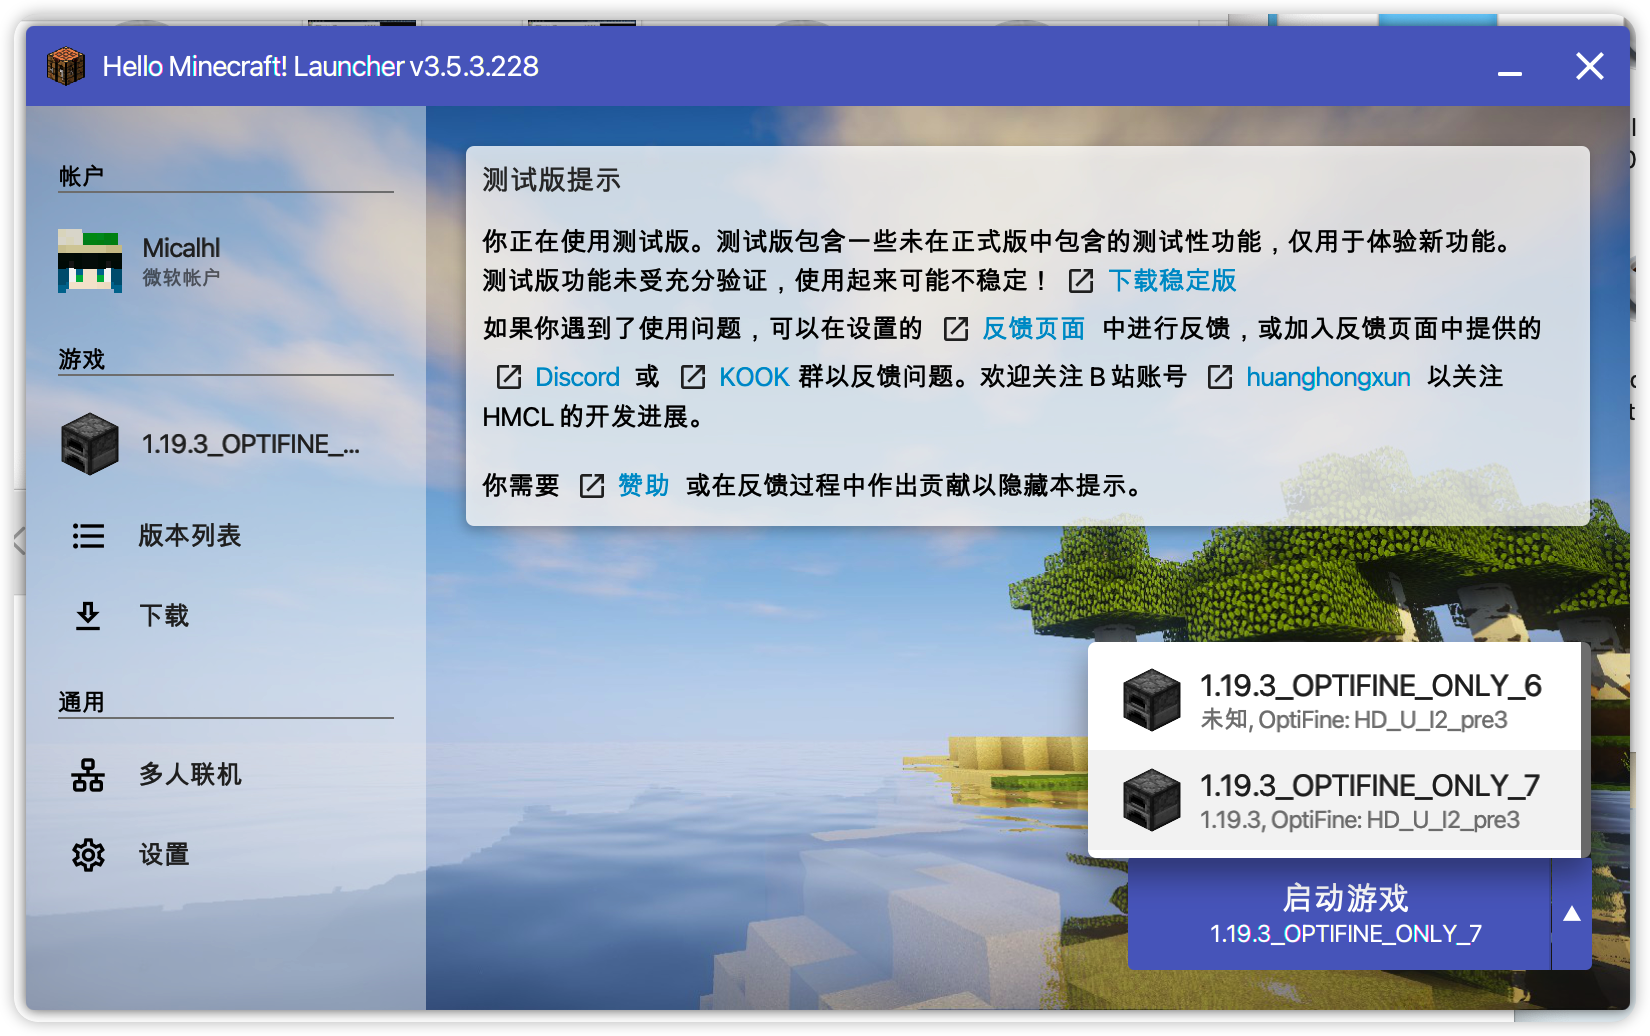 Hello Minecraft! Launcher v3.5.3.228
帐户
Micalhl
微软帐户
游戏
1.19.3_OPTIFINE_...
版本列表
下载
通用
多人联机
设置
测试版提示
你正在使用测试版。测试版包含一些未在正式版中包含的测试性功能，仅用于体验新功能。
测试版功能未受充分验证，使用起来可能不稳定！ 下载稳定版
如果你遇到了使用问题，可以在设置的 反馈页面 中进行反馈，或加入反馈页面中提供的
Discord 或 KOOK 群以反馈问题。欢迎关注 B 站账号 huanghongxun 以关注
HMCL 的开发进展。
你需要 赞助 或在反馈过程中作出贡献以隐藏本提示。
1.19.3_OPTIFINE_ONLY_6
未知, OptiFine: HD_U_I2_pre3
1.19.3_OPTIFINE_ONLY_7
1.19.3, OptiFine: HD_U_I2_pre3
启动游戏
1.19.3_OPTIFINE_ONLY_7